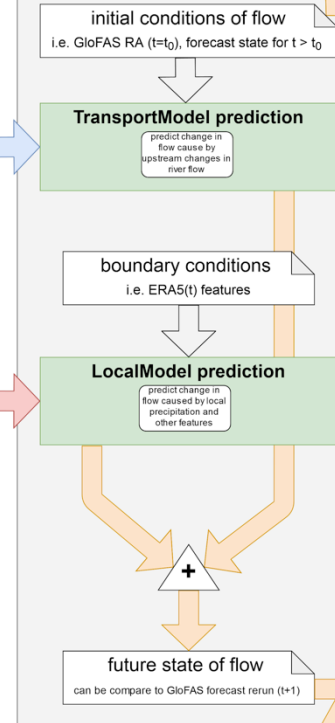 initial conditions of flow
i.e. GloFAS RA (t=t₀), forecast state for t > t₀
TransportModel prediction
predict change in
flow cause by
upstream changes in
river flow
boundary conditions
i.e. ERA5(t) features
LocalModel prediction
predict change in
flow caused by local
precipitation and
other features
+
future state of flow
can be compare to GloFAS forecast rerun (t+1)